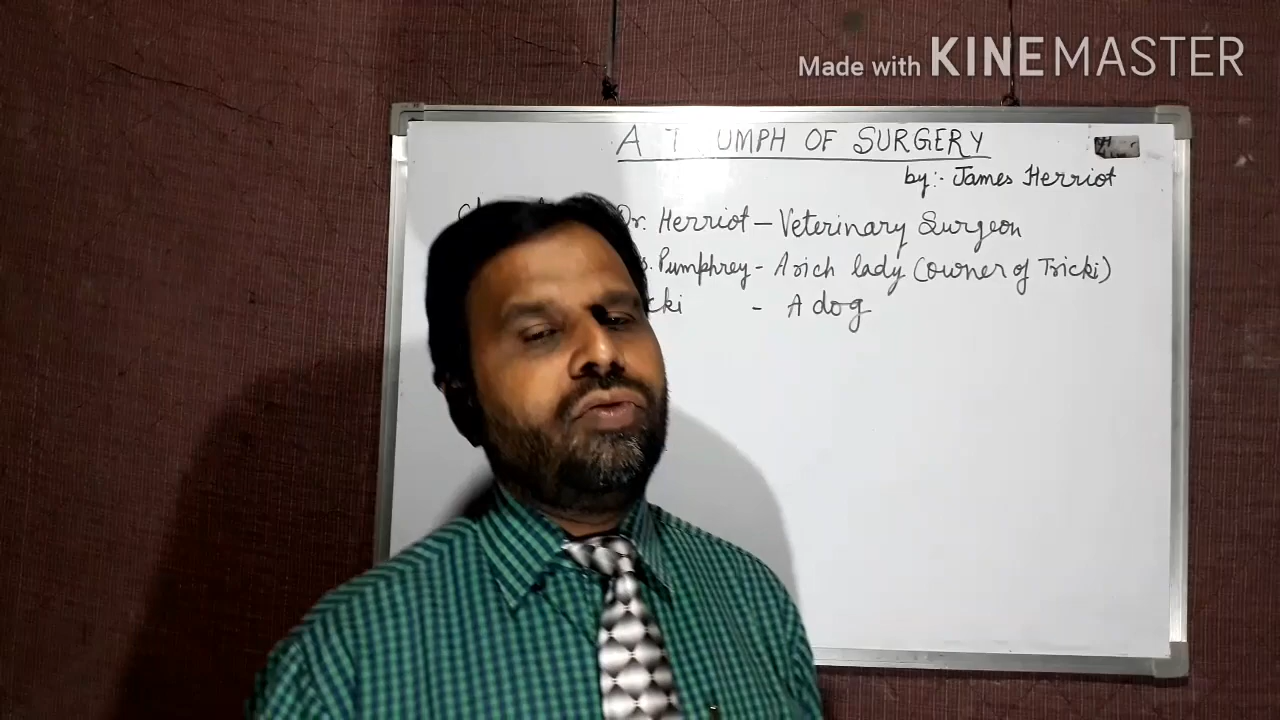 Made with KINEMASTER
A T UMPH OF SURGERY
by:- James Herriot
Dr. Herriot - Veterinary Surgeon
Pumphrey - A rich lady (owner of Tricki)
cki - A dog